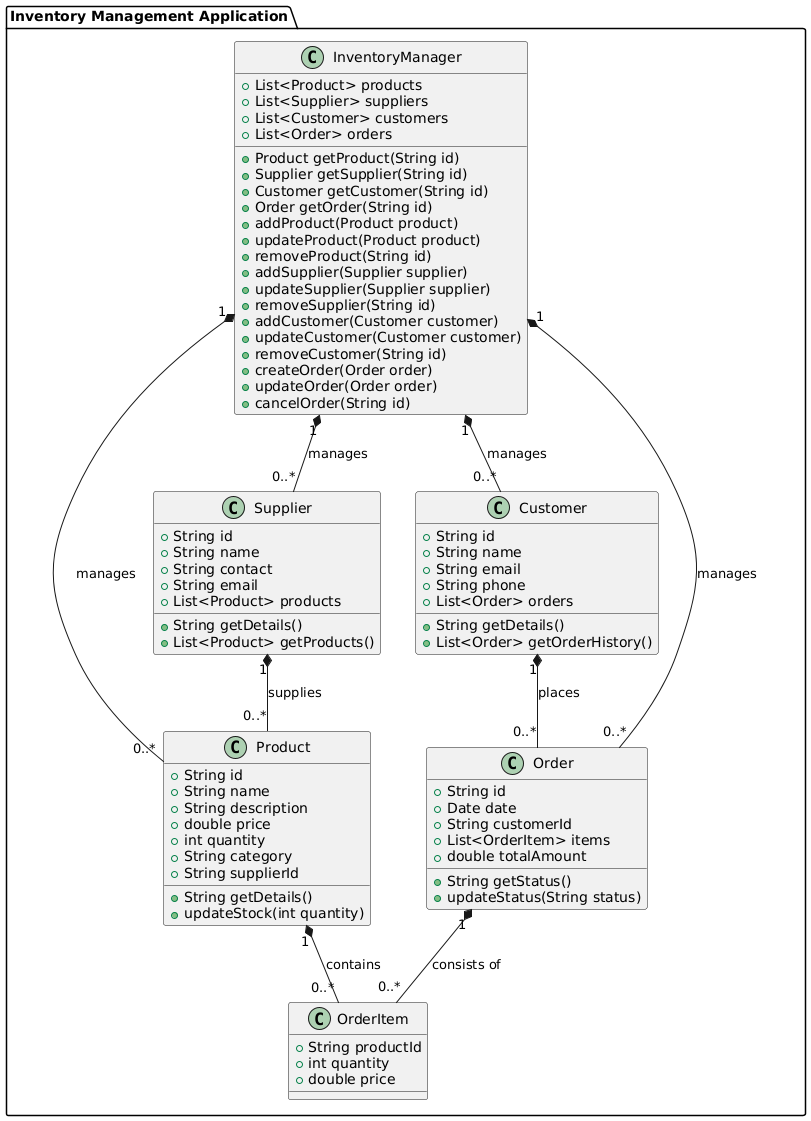 Inventory Management Application
C InventoryManager
List<Product> products
List<Supplier> suppliers
List<Customer> customers
List<Order> orders
Product getProduct(String id)
Supplier getSupplier(String id)
Customer getCustomer(String id)
Order getOrder(String id)
addProduct(Product product)
updateProduct(Product product)
removeProduct(String id)
addSupplier(Supplier supplier)
updateSupplier(Supplier supplier)
removeSupplier(String id)
addCustomer(Customer customer)
updateCustomer(Customer customer)
removeCustomer(String id)
createOrder(Order order)
updateOrder(Order order)
cancelOrder(String id)
1
1
1
1
manages
manages
0..*
0..*
C Supplier
String id
String name
String contact
String email
List<Product> products
String getDetails()
List<Product> getProducts()
C Customer
String id
String name
String email
String phone
List<Order> orders
String getDetails()
List<Order> getOrderHistory()
manages
manages
1
supplies
0..*
1
places
0..*
0..*
0..*
C Product
String id
String name
String description
double price
int quantity
String category
String supplierId
String getDetails()
updateStock(int quantity)
C Order
String id
Date date
String customerId
List<OrderItem> items
double totalAmount
String getStatus()
updateStatus(String status)
1
contains
0..*
1
consists of
0..*
C OrderItem
String productId
int quantity
double price